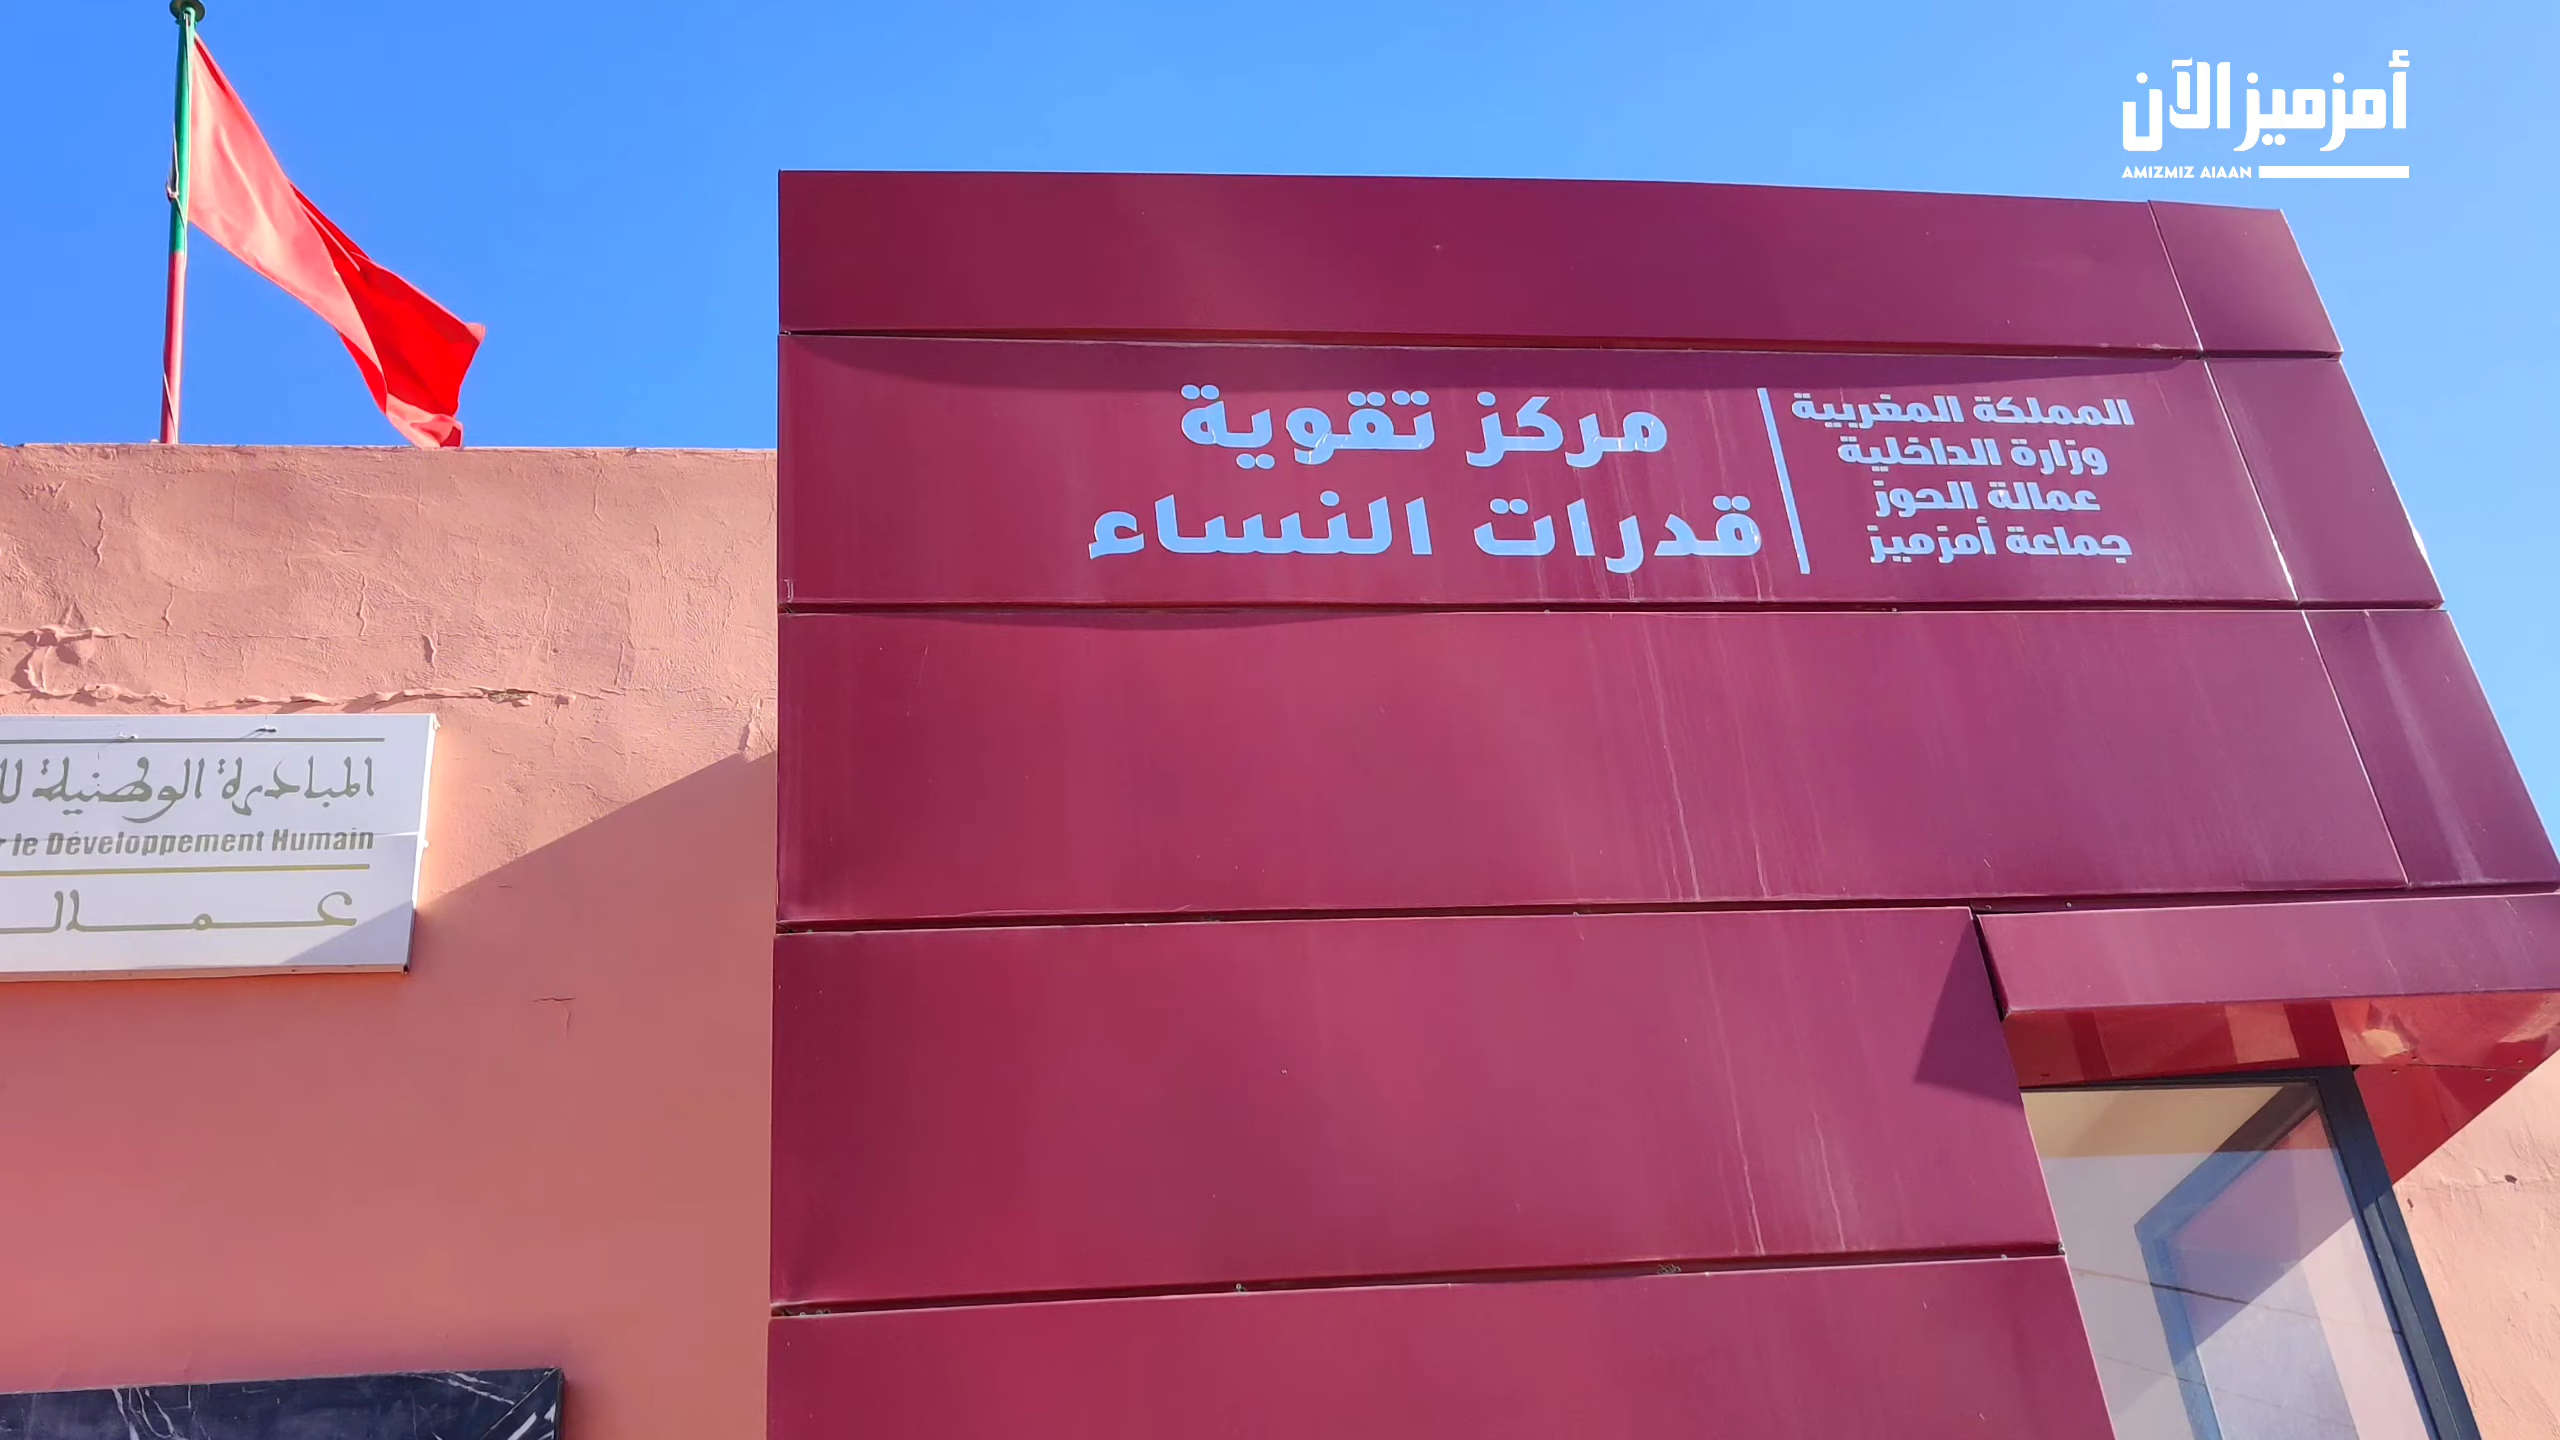 أمزميز الآن
AMIZMIZ AlAAN
المملكة المغربية
وزارة الداخلية
عمالة الحوز
جماعة أمزميز
مركز تقوية
قدرات النساء
المبادرة الوطنية
le Développement Humain